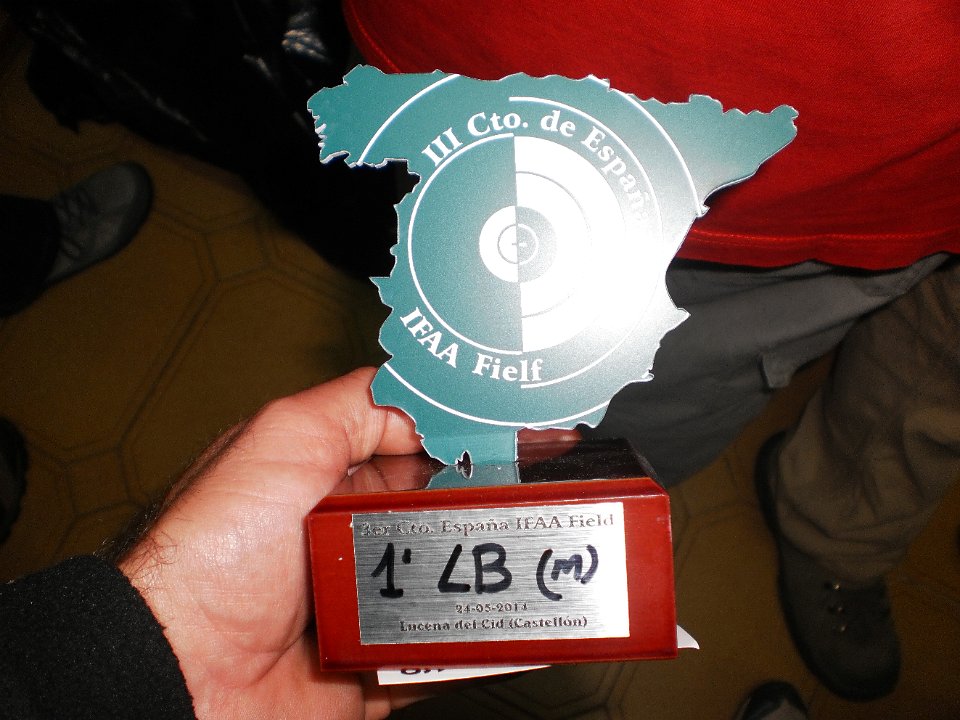 III Cto. de España
IFAA Fielf
3er Cto. España IFAA Field
1º LB (M)
24-05-2014
Lucena del Cid (Castellón)